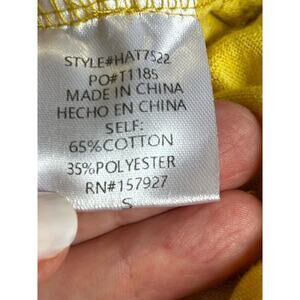 STYLE#HAT7522
PO#T1185
MADE IN CHINA
HECHO EN CHINA
SELF:
65%COTTON
35%POLYESTER
RN#157927
S